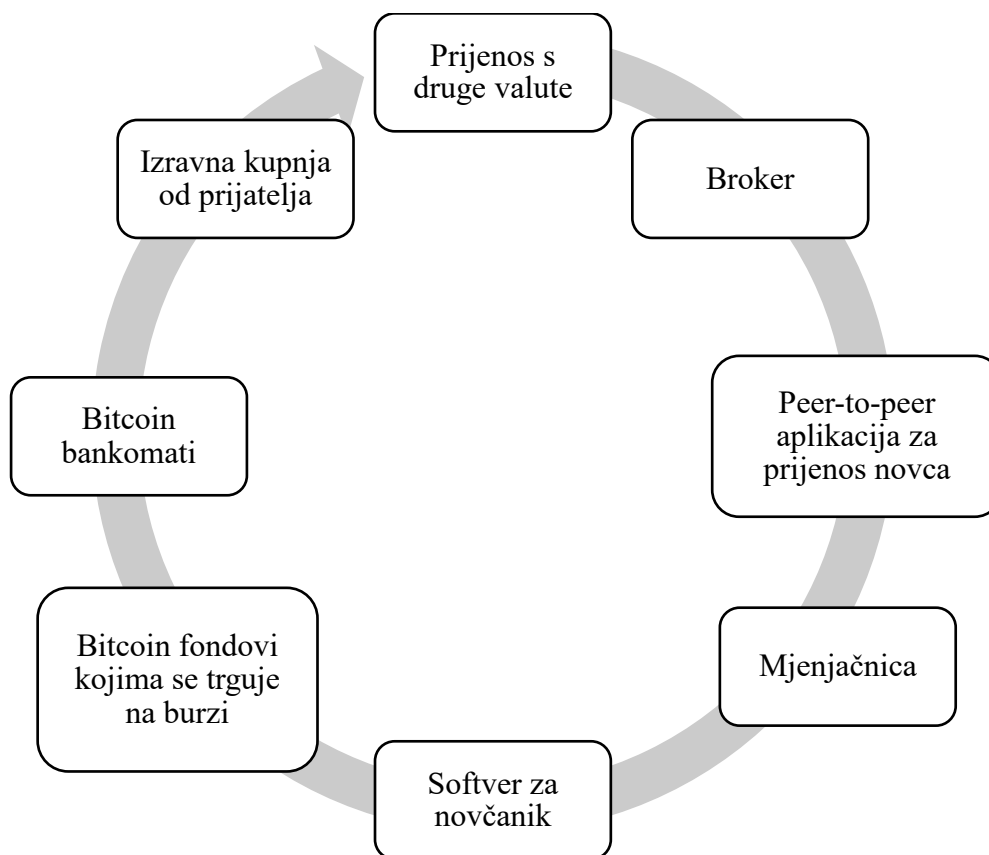 Prijenos s
druge valute
Broker
Peer-to-peer
aplikacija za
prijenos novca
Mjenjačnica
Softver za
novčanik
Bitcoin fondovi
kojima se trguje
na burzi
Bitcoin
bankomati
Izravna kupnja
od prijatelja